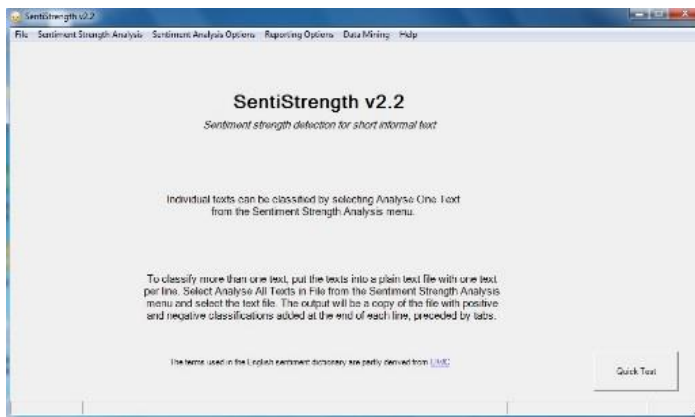 SentiStrength v2.2
File Sentiment Strength Analysis Sentiment Analysis Options Reporting Options Data Mining Help
SentiStrength v2.2
Sentiment strength detection for short informal text
Individual texts can be classified by selecting Analyse One Text
from the Sentiment Strength Analysis menu.
To classify more than one text, put the texts into a plain text file with one text
per line. Select Analyse All Texts in File from the Sentiment Strength Analysis
menu and select the text file. The output will be a copy of the file with positive
and negative classifications added at the end of each line, preceded by tabs.
The terms used in the English sentiment dictionary are partly derived from
Quick Test